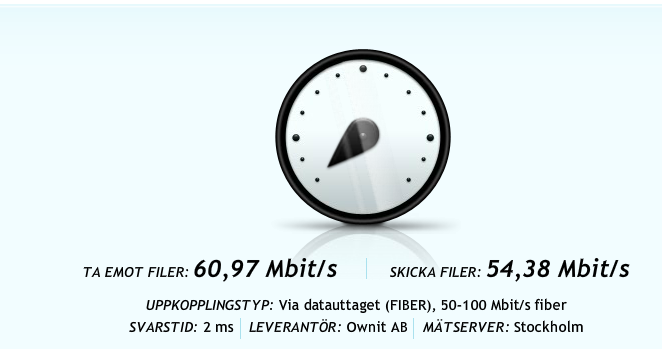 TA EMOT FILER: 60,97 Mbit/s SKICKA FILER: 54,38 Mbit/s
UPPKOPPLINGSTYP: Via datauttaget (FIBER), 50-100 Mbit/s fiber
SVARSTID: 2 ms LEVERANTÖR: Ownit AB MÄTSERVER: Stockholm